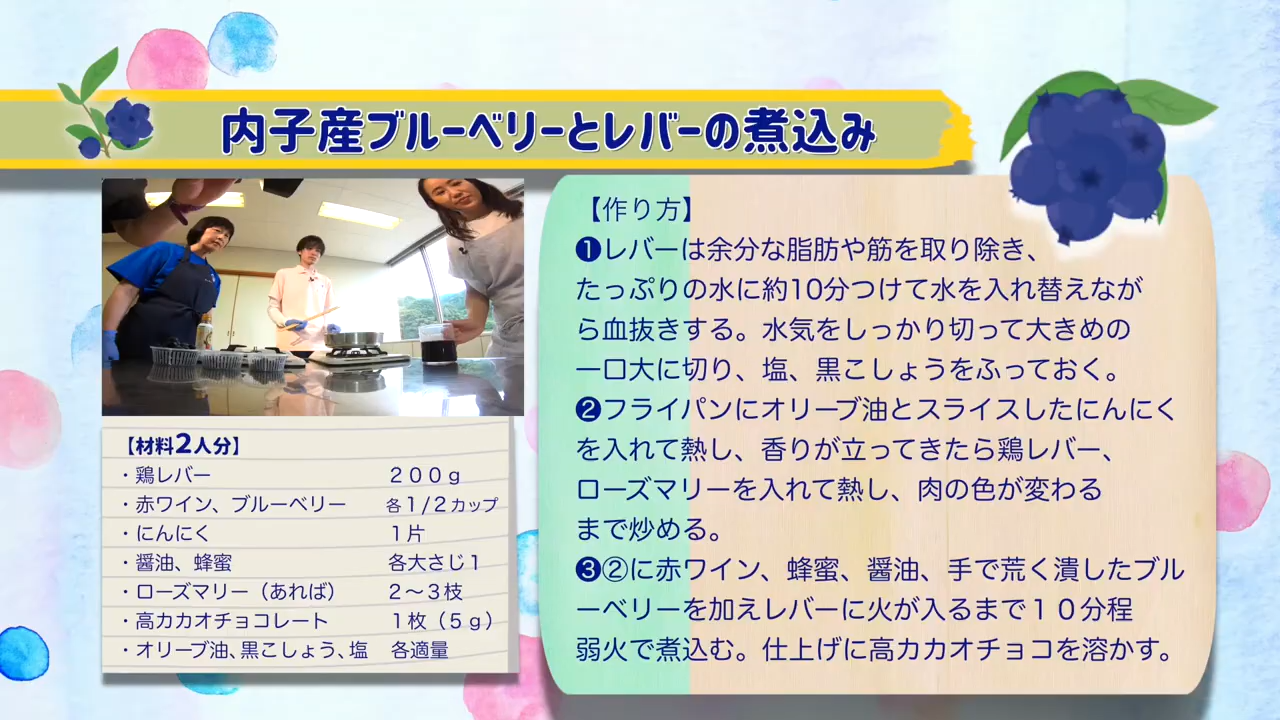 内子産ブルーベリーとレバーの煮込み
【材料2人分】
・鶏レバー　２００ｇ
・赤ワイン、ブルーベリー　各１/２カップ
・にんにく　１片
・醤油、蜂蜜　各大さじ１
・ローズマリー（あれば）　２～３枝
・高カカオチョコレート　１枚（５ｇ）
・オリーブ油、黒こしょう、塩　各適量
【作り方】
❶レバーは余分な脂肪や筋を取り除き、
たっぷりの水に約10分つけて水を入れ替えなが
ら血抜きする。水気をしっかり切って大きめの
一口大に切り、塩、黒こしょうをふっておく。
❷フライパンにオリーブ油とスライスしたにんにく
を入れて熱し、香りが立ってきたら鶏レバー、
ローズマリーを入れて熱し、肉の色が変わる
まで炒める。
❸②に赤ワイン、蜂蜜、醤油、手で荒く潰したブル
ーベリーを加えレバーに火が入るまで１０分程
弱火で煮込む。仕上げに高カカオチョコを溶かす。